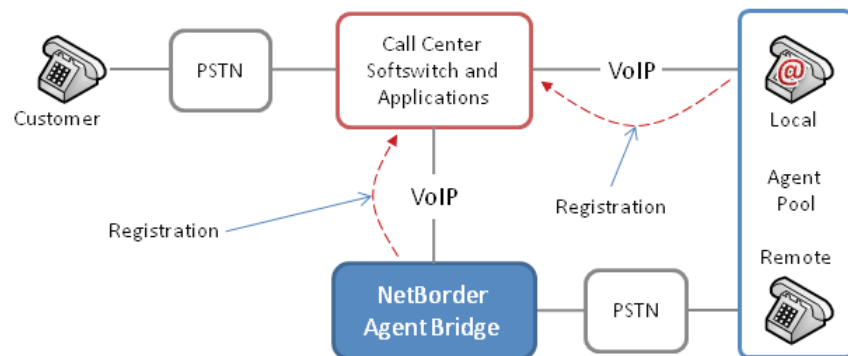 Customer
PSTN
Call Center
Softswitch and
Applications
VoIP
@
Local
Agent
Pool
Remote
Registration
Registration
VoIP
NetBorder
Agent Bridge
PSTN